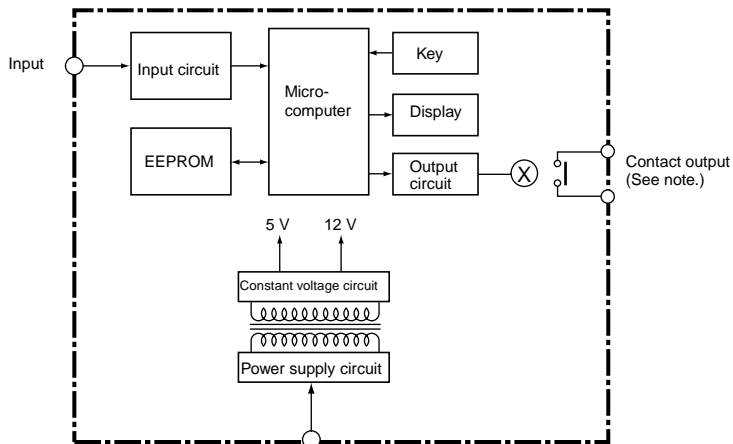 Input
Input circuit
Micro-
computer
Key
Display
EEPROM
Output
circuit
X
Contact output
(See note.)
5 V
12 V
Constant voltage circuit
Power supply circuit